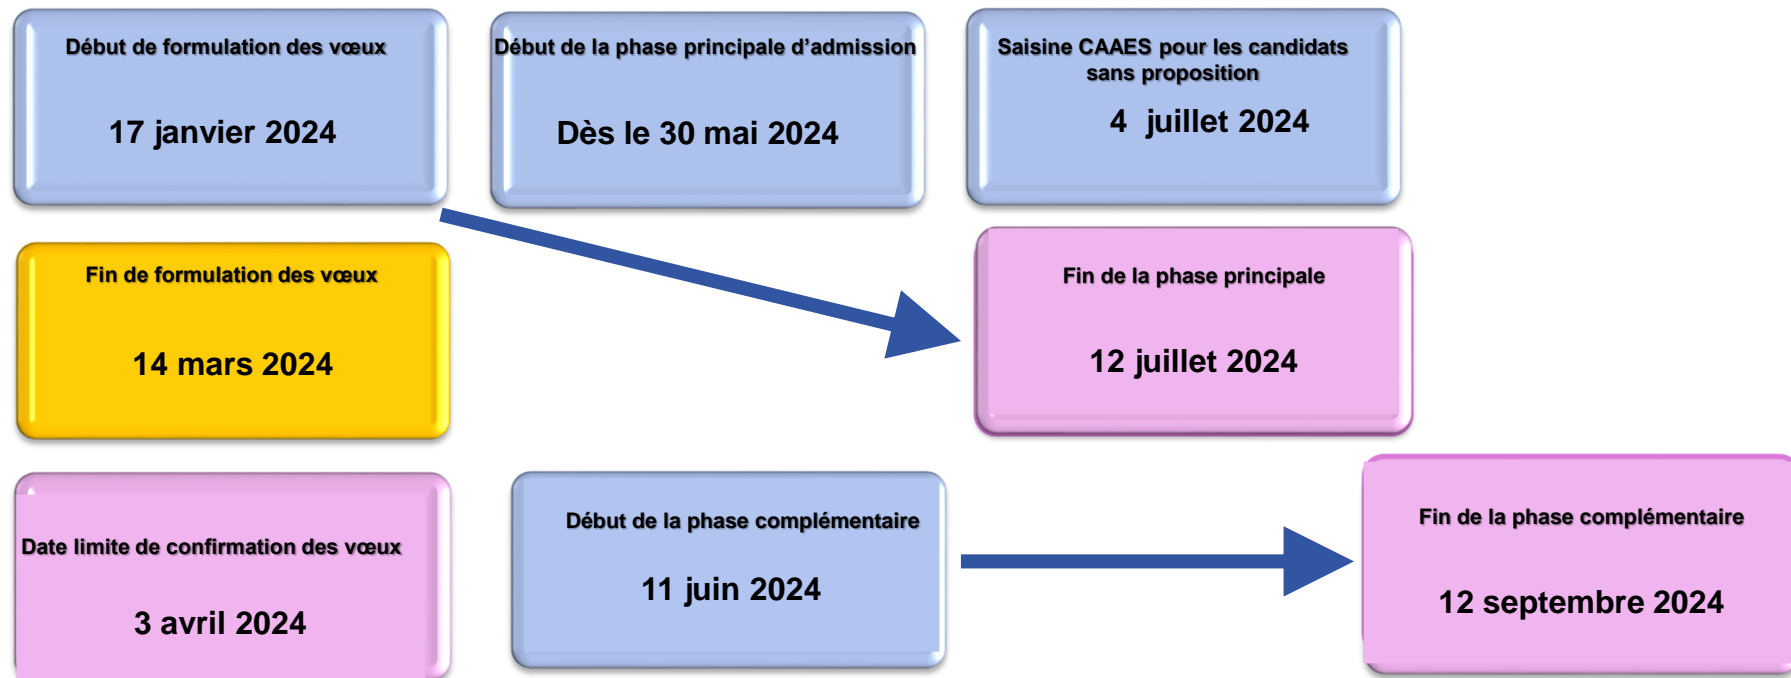 Début de formulation des vœux
17 janvier 2024
Début de la phase principale d’admission
Dès le 30 mai 2024
Saisine CAAES pour les candidats
sans proposition
4 juillet 2024
Fin de formulation des vœux
14 mars 2024
Fin de la phase principale
12 juillet 2024
Date limite de confirmation des vœux
3 avril 2024
Début de la phase complémentaire
11 juin 2024
Fin de la phase complémentaire
12 septembre 2024